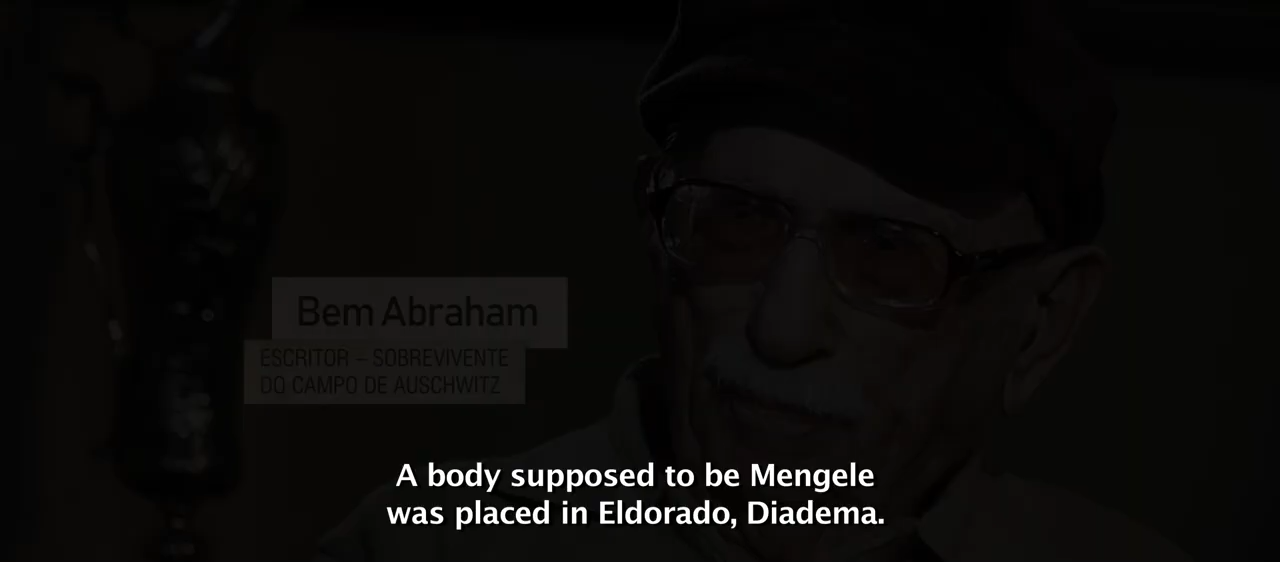 Bem Abraham
ESCRITOR – SOBREVIVENTE
DO CAMPO DE AUSCHWITZ
A body supposed to be Mengele
was placed in Eldorado, Diadema.